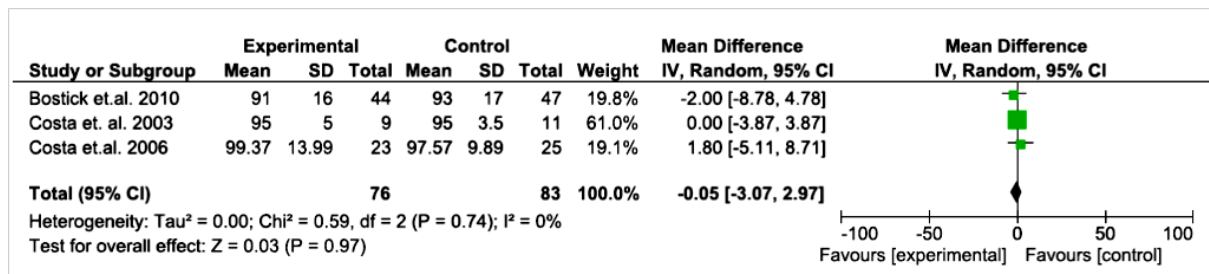 Experimental Control Mean Difference Mean Difference
Study or Subgroup Mean SD Total Mean SD Total Weight IV, Random, 95% CI IV, Random, 95% CI
Bostick et.al. 2010 91 16 44 93 17 47 19.8% -2.00 [-8.78, 4.78]
Costa et. al. 2003 95 5 9 95 3.5 11 61.0% 0.00 [-3.87, 3.87]
Costa et.al. 2006 99.37 13.99 23 97.57 9.89 25 19.1% 1.80 [-5.11, 8.71]
Total (95% CI) 76 83 100.0% -0.05 [-3.07, 2.97]
Heterogeneity: Tau² = 0.00; Chi² = 0.59, df = 2 (P = 0.74); I² = 0%
Test for overall effect: Z = 0.03 (P = 0.97)
-100 -50 0 50 100
Favours [experimental] Favours [control]